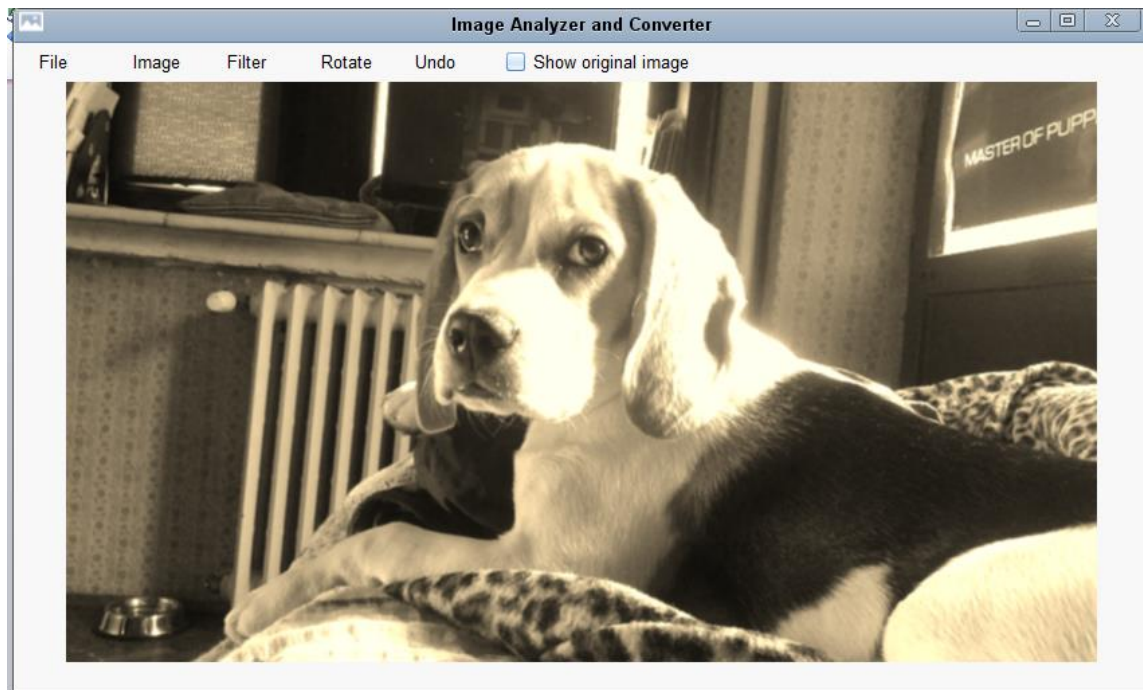 Image Analyzer and Converter
File Image Filter Rotate Undo Show original image
MASTER OF PUPP